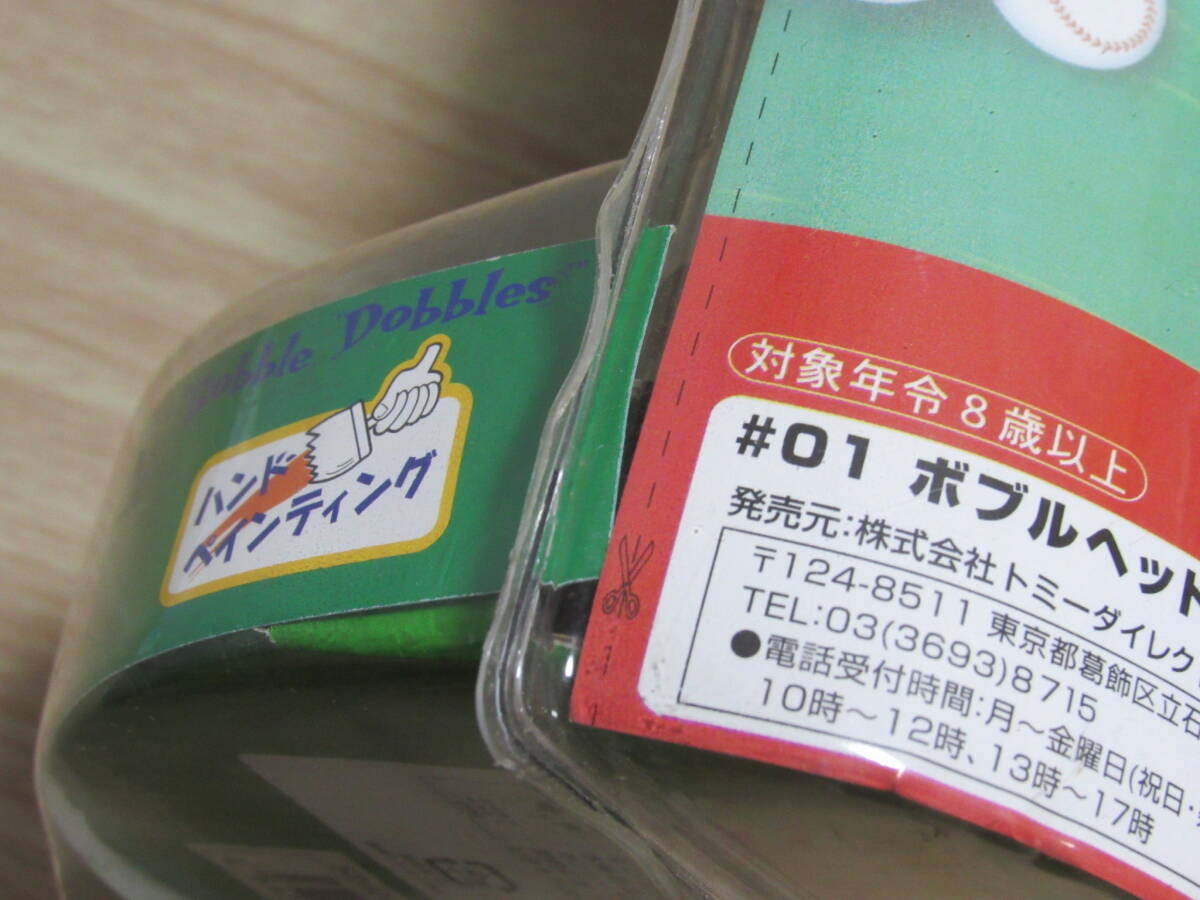 Bobble Dobbles™
ハンド・
ペインティング
対象年令8歳以上
#01 ボブルヘッド
発売元:株式会社トミーダイレク
〒124-8511 東京都葛飾区立石
TEL:03(3693)8715
●電話受付時間:月〜金曜日(祝日・
10時〜12時、13時〜17時